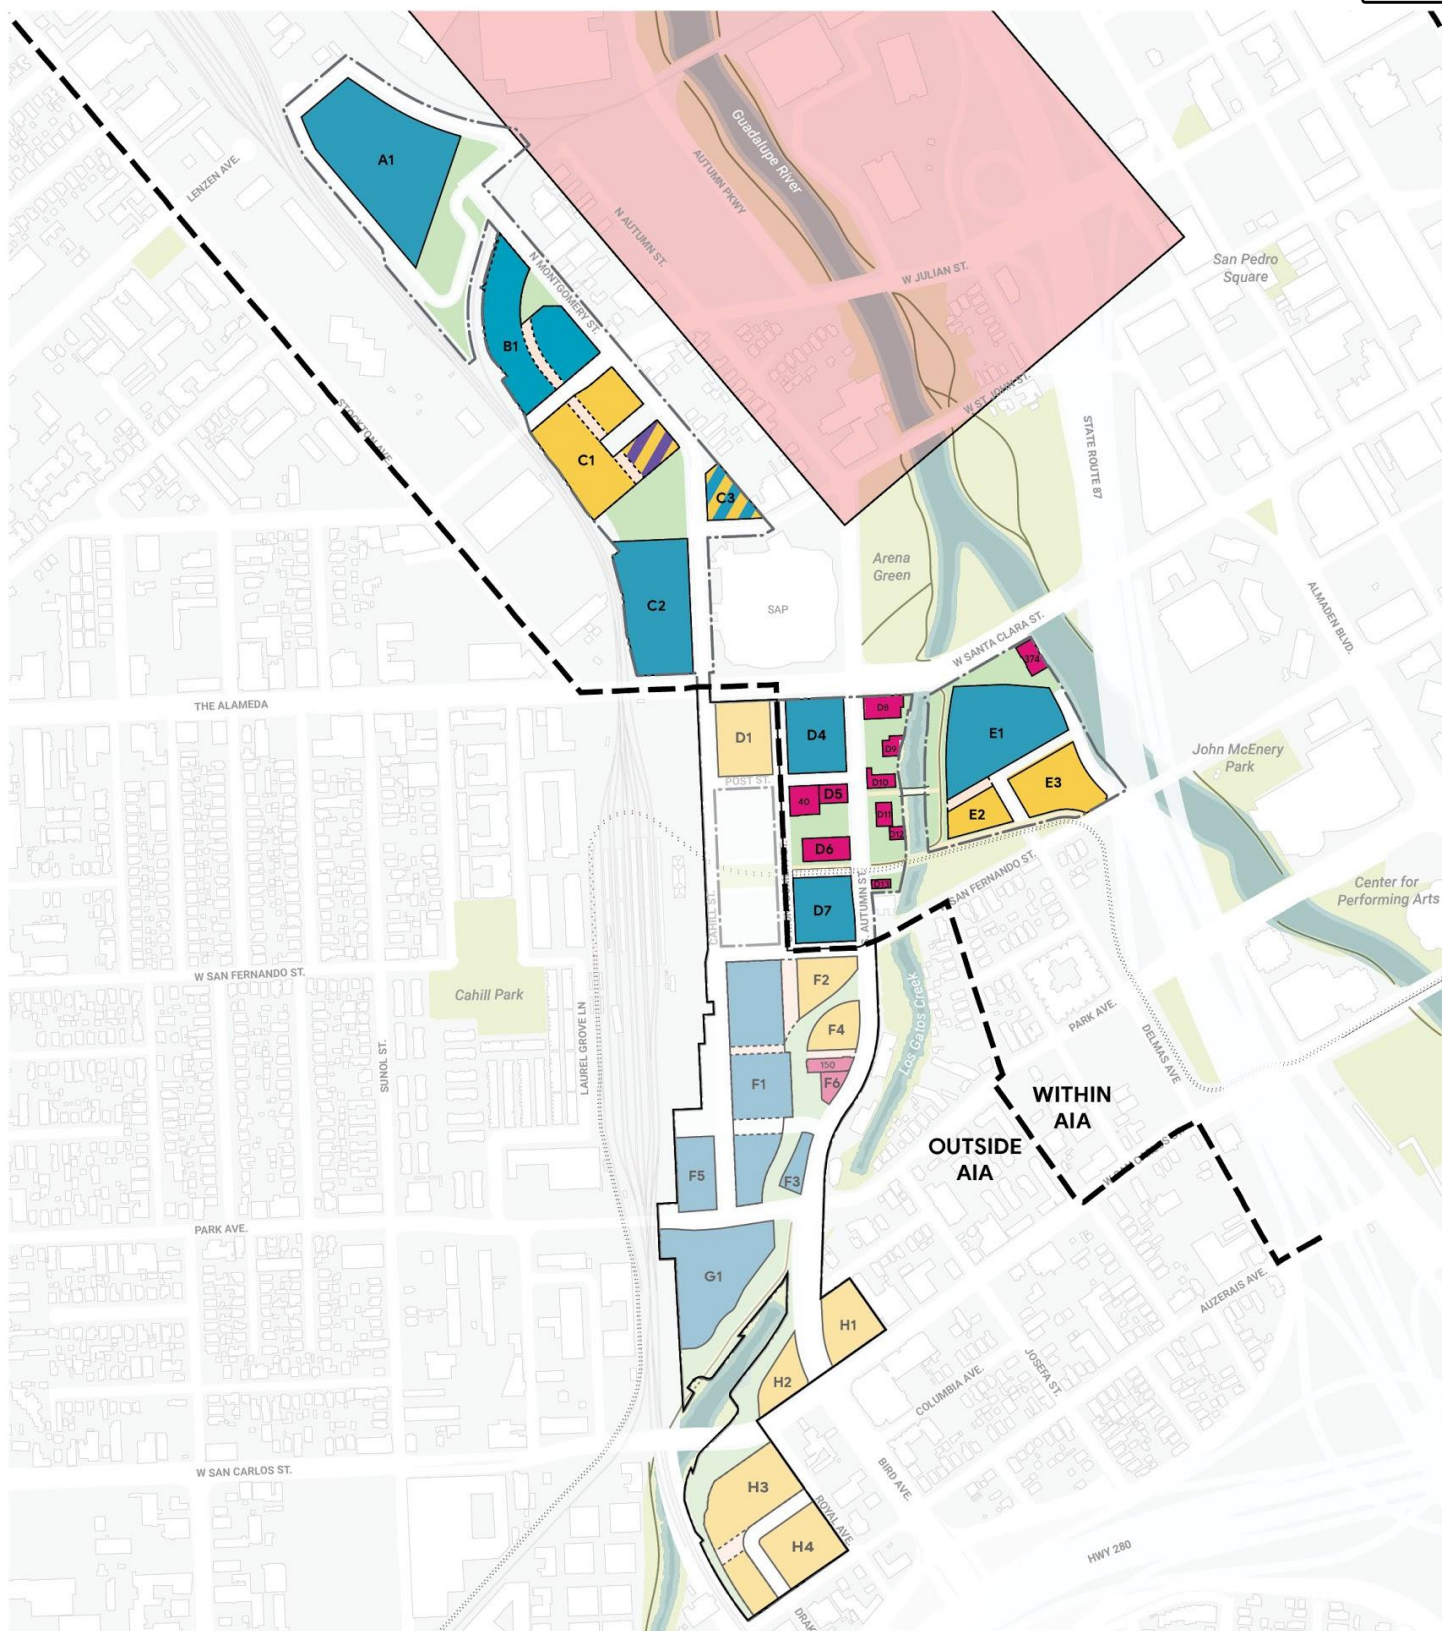 Guadalupe River
A1
LENZEN AVE.
AUTUMN PKWY
N AUTUMN ST.
N MONTGOMERY ST.
W JULIAN ST.
San Pedro
Square
B1
W ST. JOHN ST.
STOCKTON AVE.
STATE ROUTE 87
C1
C3
Arena
Green
C2
SAP
ALMADEN BLVD.
W SANTA CLARA ST.
374
THE ALAMEDA
D1
D4
D8
D9
E1
John McEnery
Park
POST ST.
D10
E3
40
D5
D11
E2
D12
D6
D13
W SAN FERNANDO ST.
Center for
Performing Arts
D7
CAHILL ST.
S. AUTUMN ST.
W SAN FERNANDO ST.
Cahill Park
F2
Los Gatos Creek
LAUREL GROVE LN
SUNOL ST.
F4
PARK AVE.
DELMAS AVE
150
F1
F6
WITHIN
AIA
OUTSIDE
AIA
F5
F3
PARK AVE.
G1
AUZERAIS AVE.
H1
H2
JOSEFA ST.
COLUMBIA AVE.
W SAN CARLOS ST.
BIRD AVE.
H3
ROYAL AVE.
H4
HWY 280